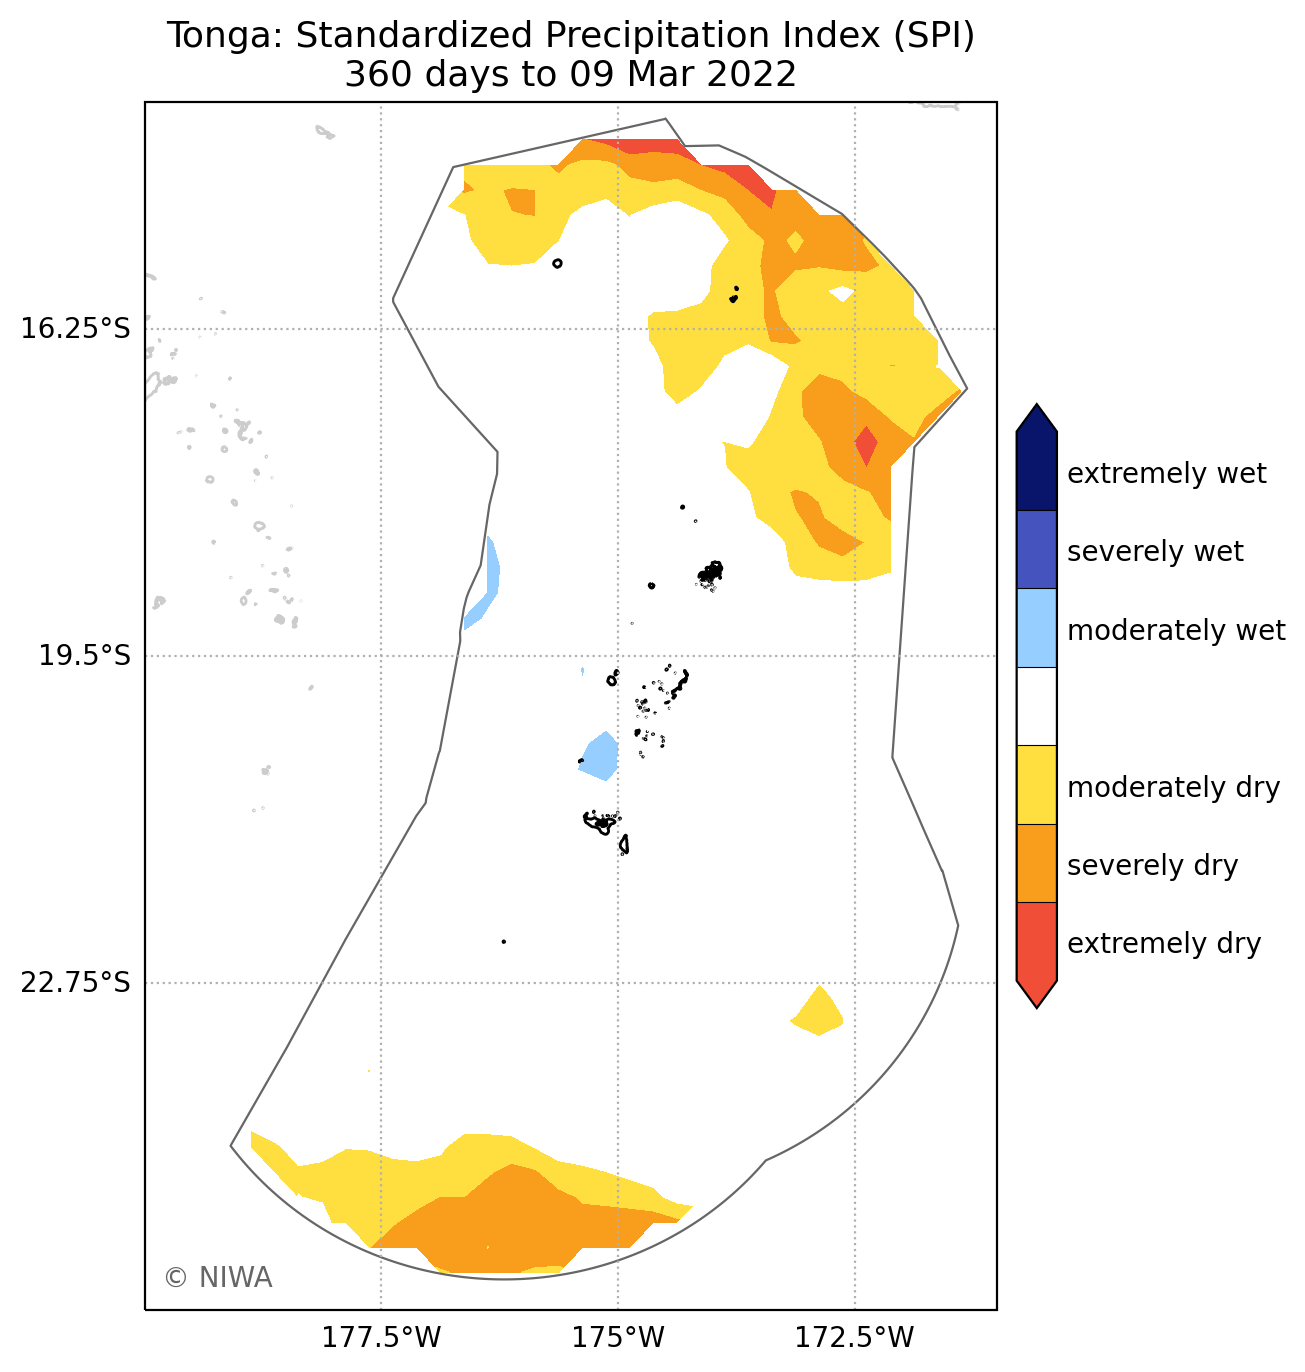 Tonga: Standardized Precipitation Index (SPI)
360 days to 09 Mar 2022
16.25°S
19.5°S
22.75°S
177.5°W
175°W
172.5°W
extremely wet
severely wet
moderately wet
moderately dry
severely dry
extremely dry
© NIWA